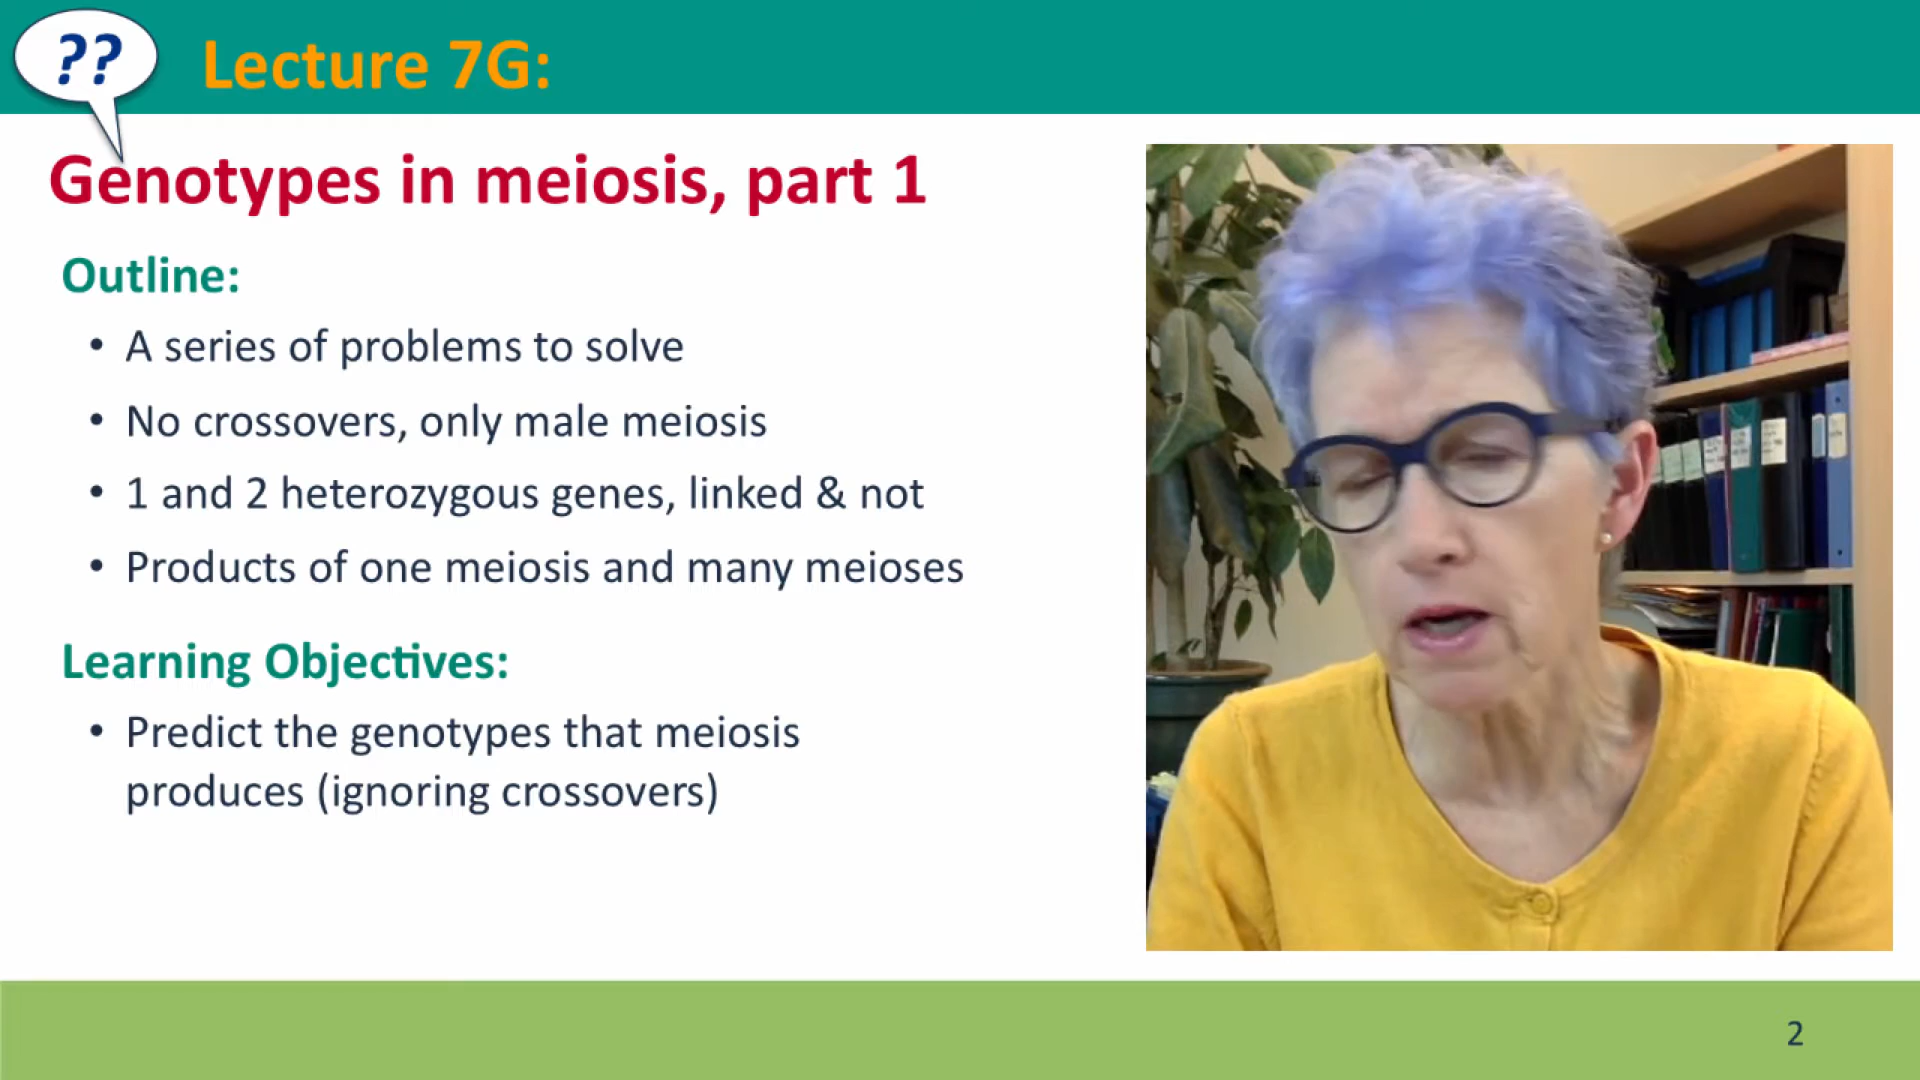 ??
Lecture 7G:
Genotypes in meiosis, part 1
Outline:
• A series of problems to solve
• No crossovers, only male meiosis
• 1 and 2 heterozygous genes, linked & not
• Products of one meiosis and many meioses
Learning Objectives:
• Predict the genotypes that meiosis
produces (ignoring crossovers)
2